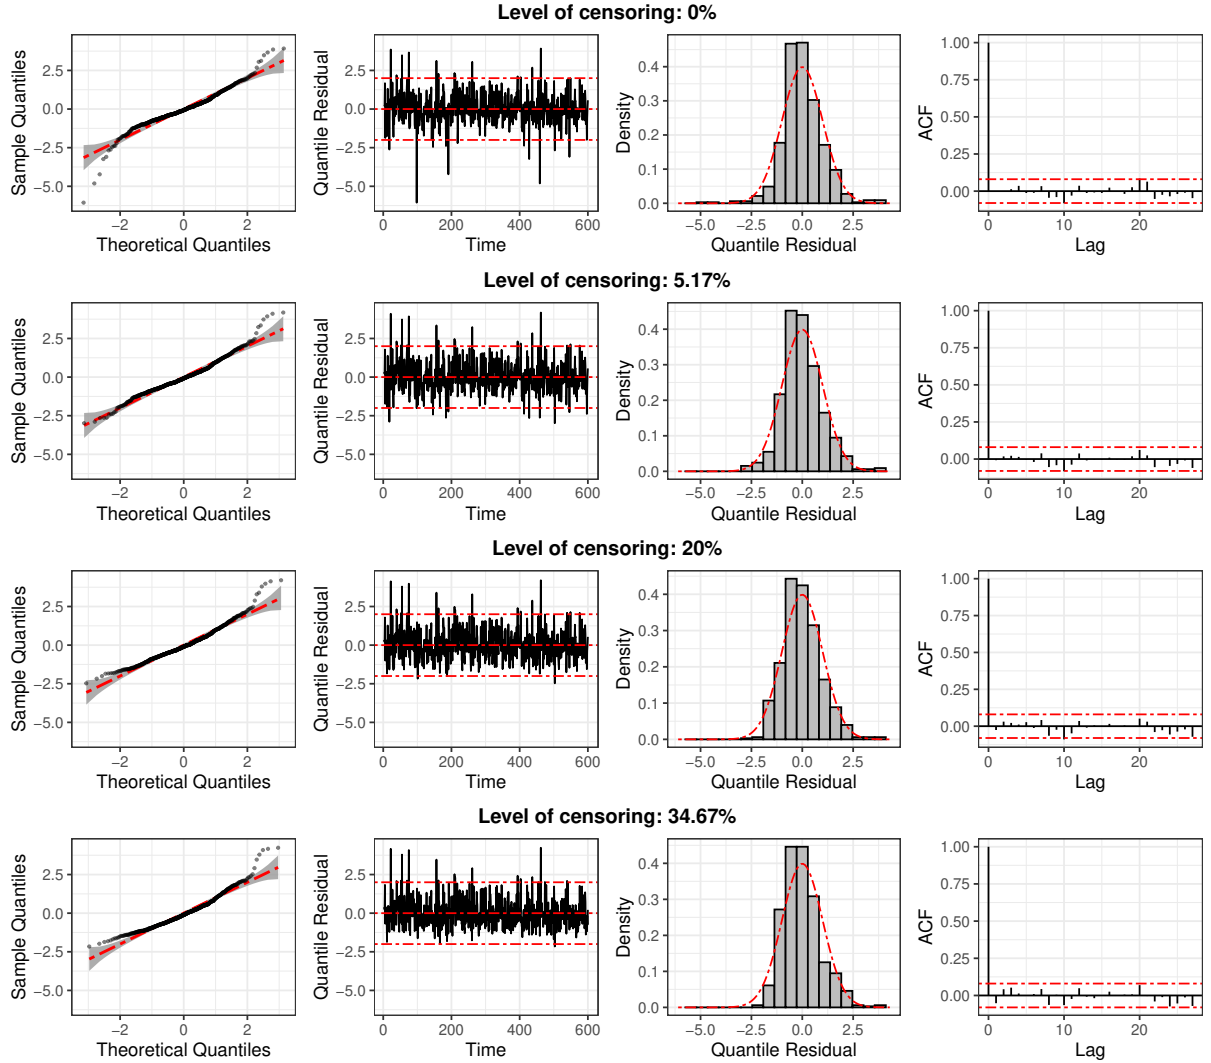 Level of censoring: 0%
Sample Quantiles
2.5
0.0
−2.5
−5.0
−2 0 2
Theoretical Quantiles
Quantile Residual
2.5
0.0
−2.5
−5.0
0 200 400 600
Time
Density
0.4
0.3
0.2
0.1
0.0
−5.0 −2.5 0.0 2.5
Quantile Residual
ACF
1.00
0.75
0.50
0.25
0.00
0 20
Lag
Level of censoring: 5.17%
Sample Quantiles
2.5
0.0
−2.5
−5.0
−2 0 2
Theoretical Quantiles
Quantile Residual
2.5
0.0
−2.5
−5.0
0 200 400 600
Time
Density
0.4
0.3
0.2
0.1
0.0
−5.0 −2.5 0.0 2.5
Quantile Residual
ACF
1.00
0.75
0.50
0.25
0.00
0 20
Lag
Level of censoring: 20%
Sample Quantiles
2.5
0.0
−2.5
−5.0
−2 0 2
Theoretical Quantiles
Quantile Residual
2.5
0.0
−2.5
−5.0
0 200 400 600
Time
Density
0.4
0.3
0.2
0.1
0.0
−5.0 −2.5 0.0 2.5
Quantile Residual
ACF
1.00
0.75
0.50
0.25
0.00
0 20
Lag
Level of censoring: 34.67%
Sample Quantiles
2.5
0.0
−2.5
−5.0
−2 0 2
Theoretical Quantiles
Quantile Residual
2.5
0.0
−2.5
−5.0
0 200 400 600
Time
Density
0.4
0.3
0.2
0.1
0.0
−5.0 −2.5 0.0 2.5
Quantile Residual
ACF
1.00
0.75
0.50
0.25
0.00
0 20
Lag